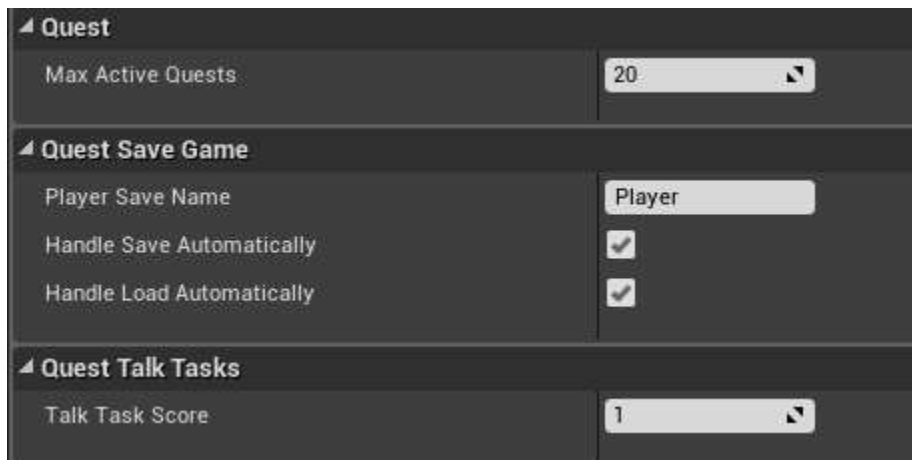 Quest
Max Active Quests 20
Quest Save Game
Player Save Name Player
Handle Save Automatically
Handle Load Automatically
Quest Talk Tasks
Talk Task Score 1